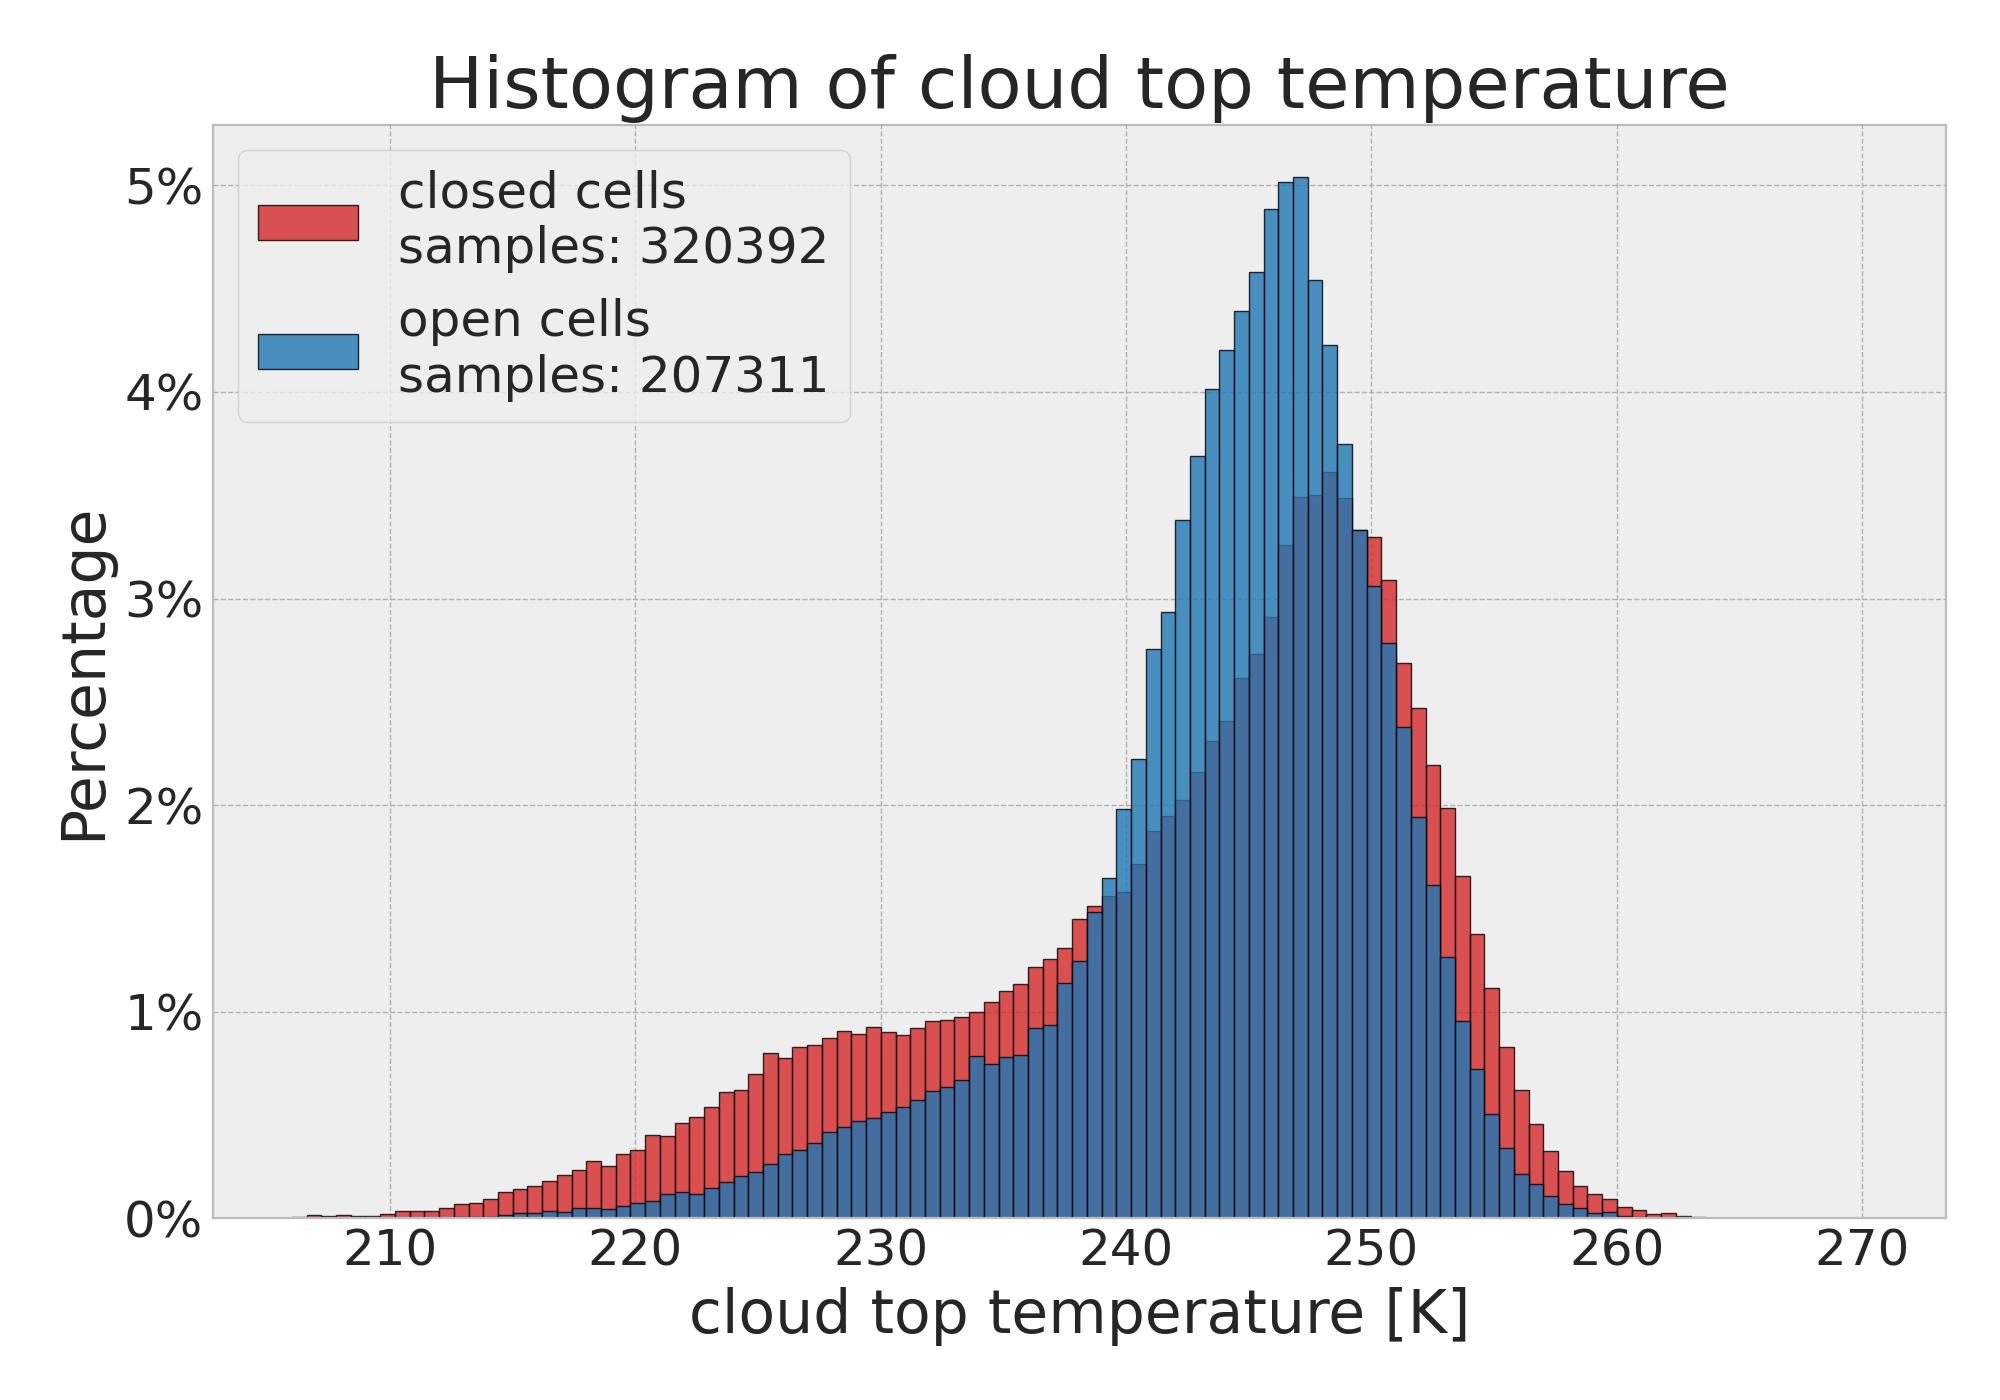 Histogram of cloud top temperature
closed cells
samples: 320392
open cells
samples: 207311
Percentage
5%
4%
3%
2%
1%
0%
210 220 230 240 250 260 270
cloud top temperature [K]